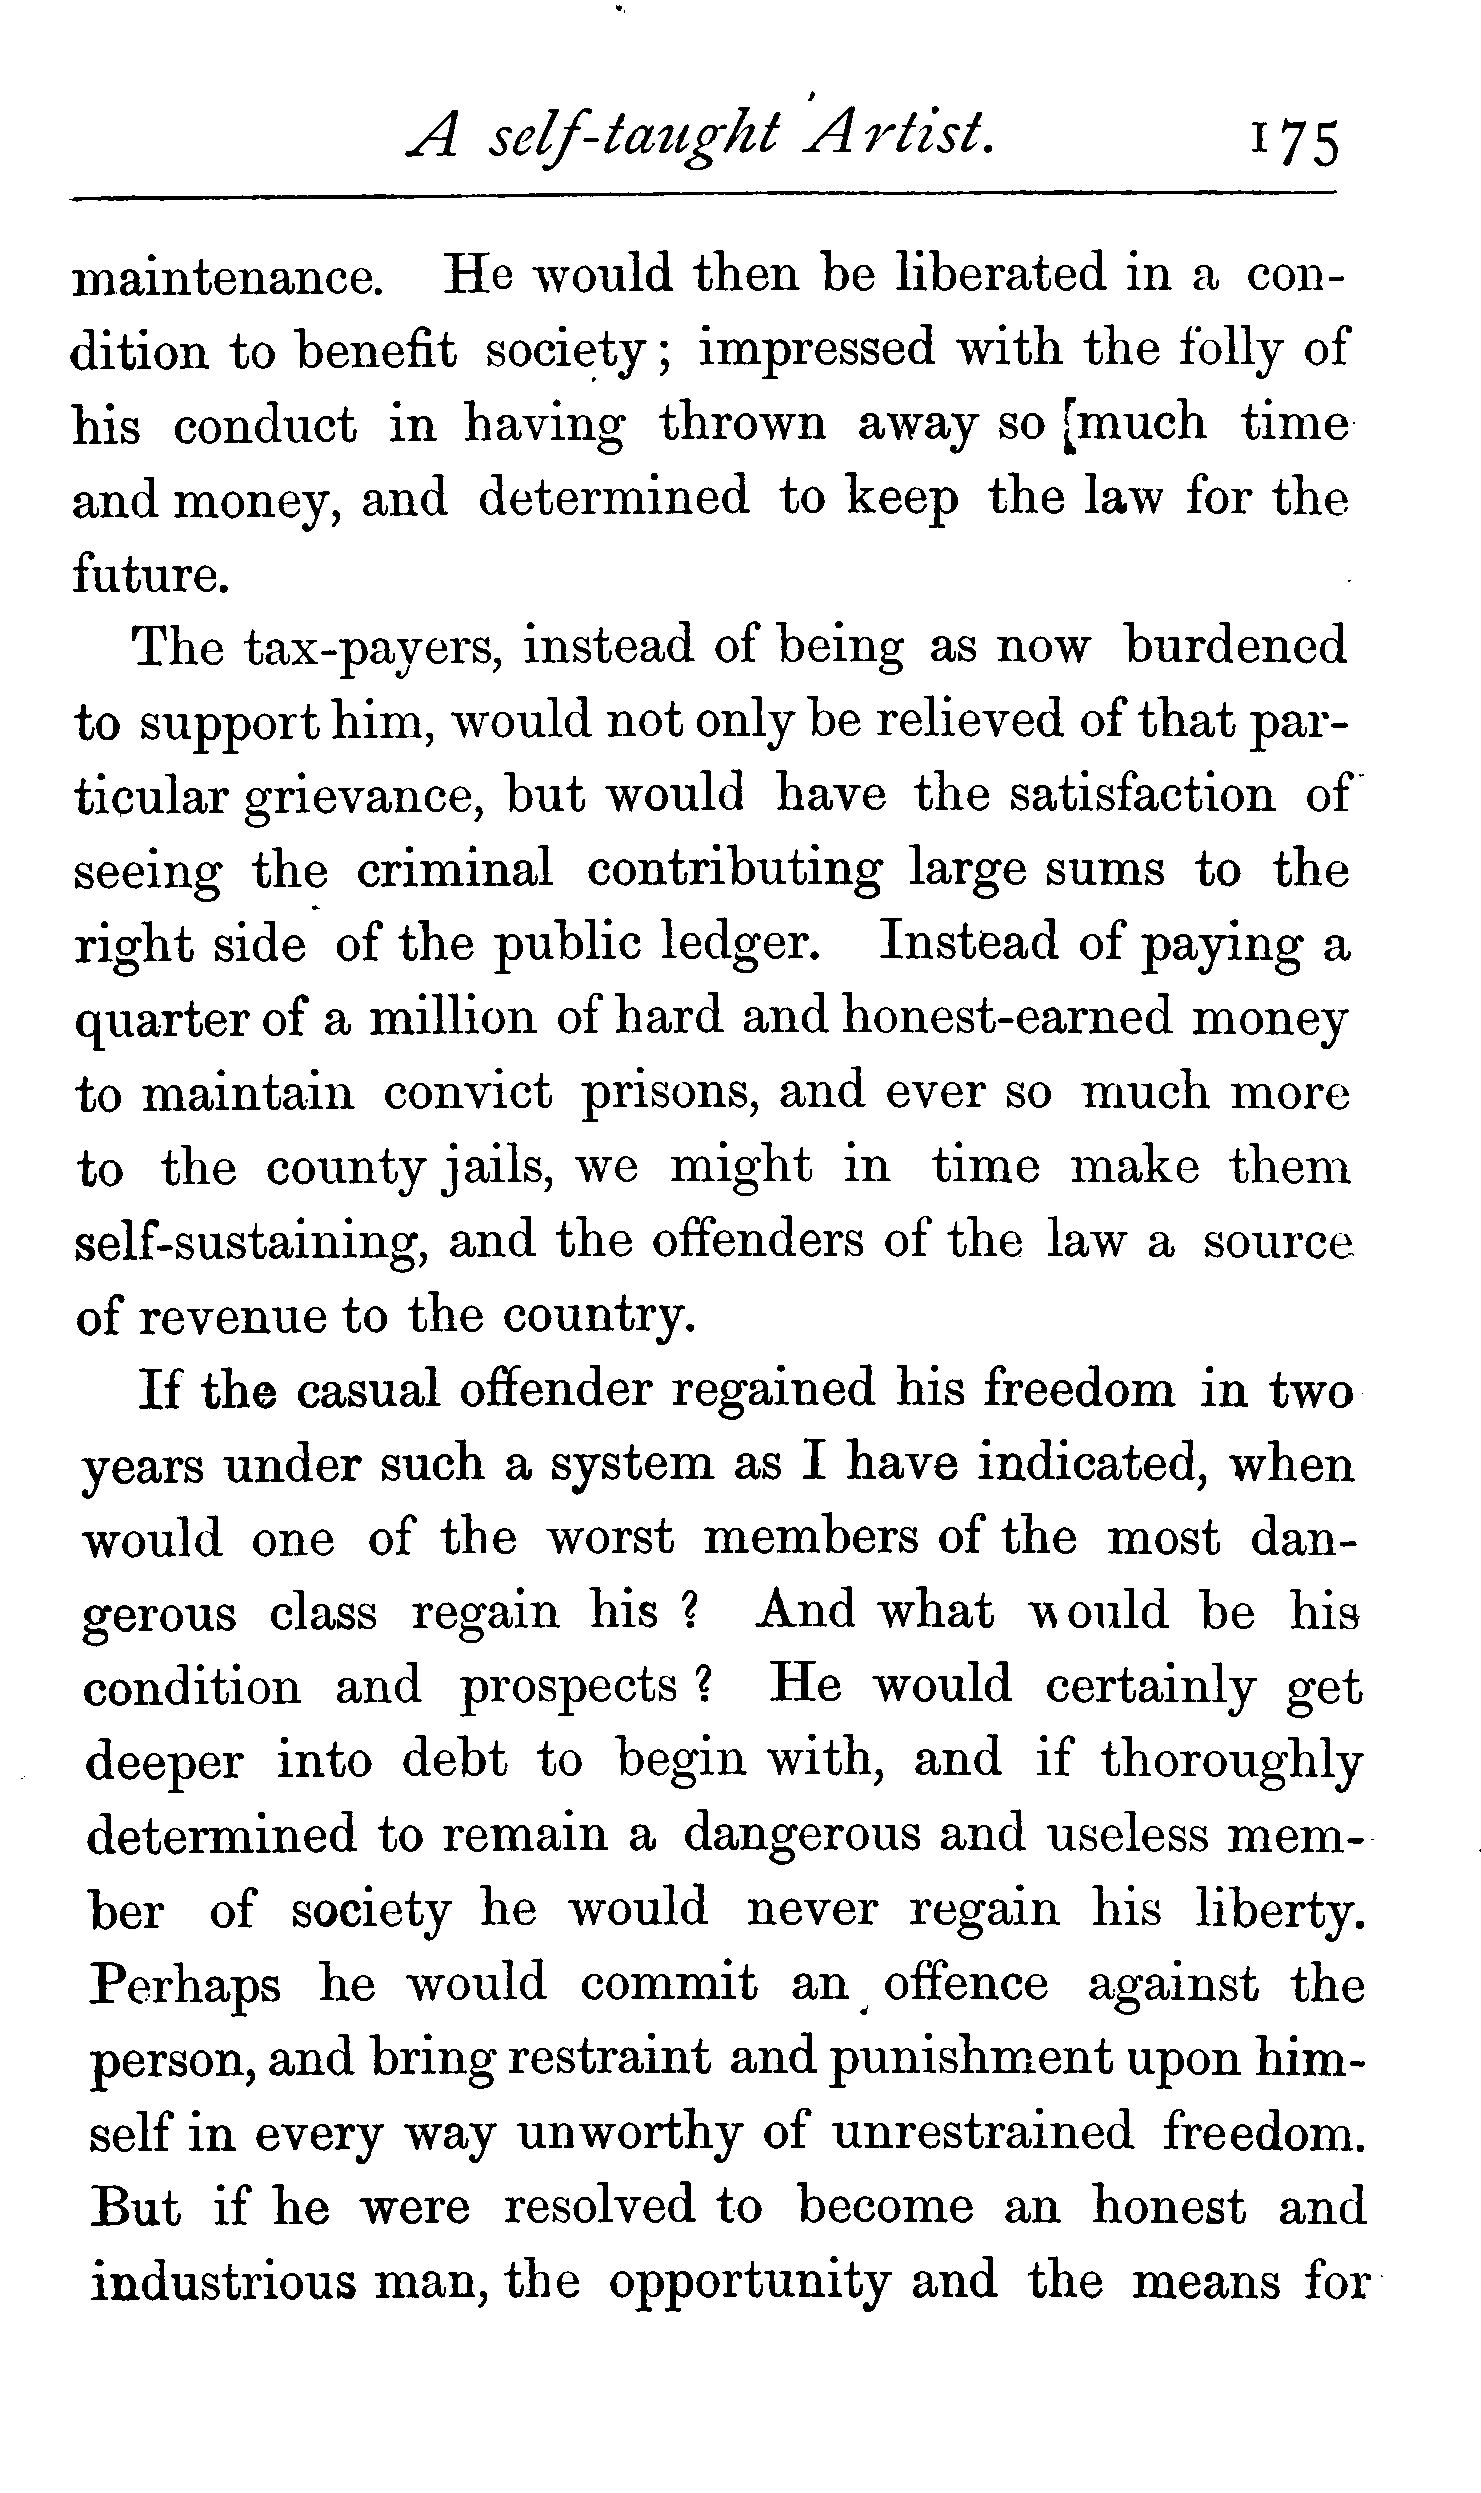 A self-taught Artist. 175
maintenance. He would then be liberated in a con-
dition to benefit society; impressed with the folly of
his conduct in having thrown away so [much time
and money, and determined to keep the law for the
future.
The tax-payers, instead of being as now burdened
to support him, would not only be relieved of that par-
ticular grievance, but would have the satisfaction of
seeing the criminal contributing large sums to the
right side of the public ledger. Instead of paying a
quarter of a million of hard and honest-earned money
to maintain convict prisons, and ever so much more
to the county jails, we might in time make them
self-sustaining, and the offenders of the law a source
of revenue to the country.
If the casual offender regained his freedom in two
years under such a system as I have indicated, when
would one of the worst members of the most dan-
gerous class regain his ? And what would be his
condition and prospects ? He would certainly get
deeper into debt to begin with, and if thoroughly
determined to remain a dangerous and useless mem-
ber of society he would never regain his liberty.
Perhaps he would commit an offence against the
person, and bring restraint and punishment upon him-
self in every way unworthy of unrestrained freedom.
But if he were resolved to become an honest and
industrious man, the opportunity and the means for